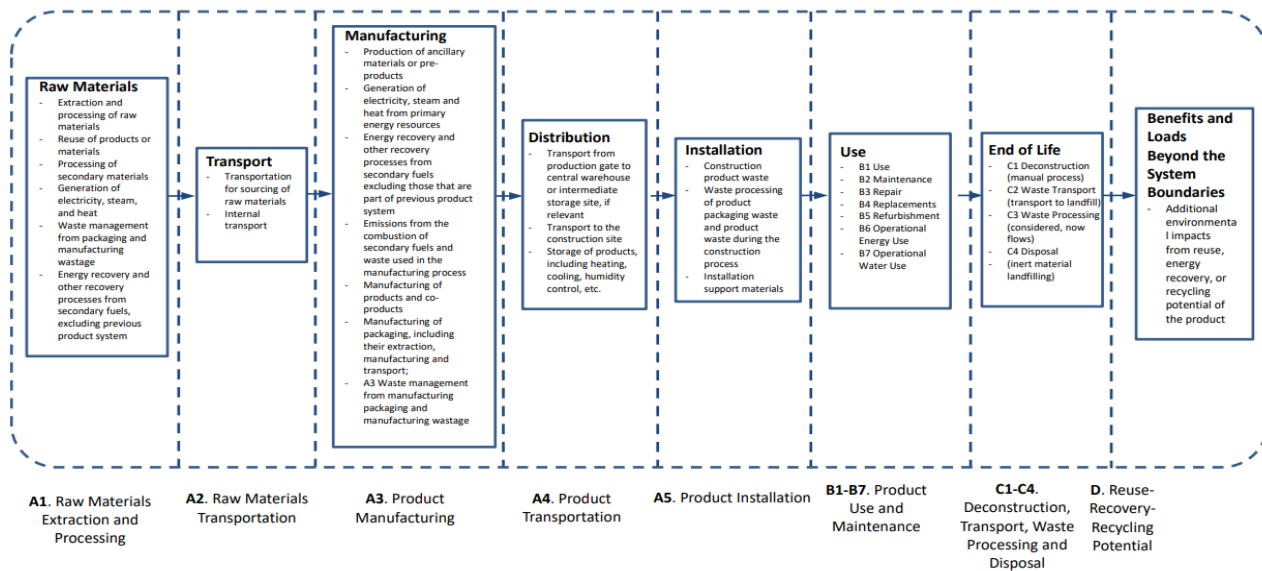 Raw Materials
- Extraction and
processing of raw
materials
- Reuse of products or
materials
- Processing of
secondary materials
- Generation of
electricity, steam,
and heat
- Waste management
from packaging and
manufacturing
wastage
- Energy recovery and
other recovery
processes from
secondary fuels,
excluding previous
product system
Transport
- Transportation
for sourcing of
raw materials
- Internal
transport
Manufacturing
- Production of ancillary
materials or pre-
products
- Generation of
electricity, steam and
heat from primary
energy resources
- Energy recovery and
other recovery
processes from
secondary fuels
excluding those that are
part of previous product
system
- Emissions from the
combustion of
secondary fuels and
waste used in the
manufacturing process
- Manufacturing of
products and co-
products
- Manufacturing of
packaging, including
their extraction,
manufacturing and
transport;
- A3 Waste management
from manufacturing
packaging and
manufacturing wastage
Distribution
- Transport from
production gate to
central warehouse
or intermediate
storage site, if
relevant
- Transport to the
construction site
- Storage of products,
including heating,
cooling, humidity
control, etc.
Installation
- Construction
product waste
- Waste processing
of product
packaging waste
and product
waste during the
construction
process
- Installation
support materials
Use
- B1 Use
- B2 Maintenance
- B3 Repair
- B4 Replacements
- B5 Refurbishment
- B6 Operational
Energy Use
- B7 Operational
Water Use
End of Life
- C1 Deconstruction
(manual process)
- C2 Waste Transport
(transport to landfill)
- C3 Waste Processing
(considered, now
flows)
- C4 Disposal
- (inert material
landfilling)
Benefits and
Loads
Beyond the
System
Boundaries
- Additional
environmenta
l impacts
from reuse,
energy
recovery, or
recycling
potential of
the product
A1. Raw Materials
Extraction and
Processing
A2. Raw Materials
Transportation
A3. Product
Manufacturing
A4. Product
Transportation
A5. Product Installation
B1-B7. Product
Use and
Maintenance
C1-C4.
Deconstruction,
Transport, Waste
Processing and
Disposal
D. Reuse-
Recovery-
Recycling
Potential